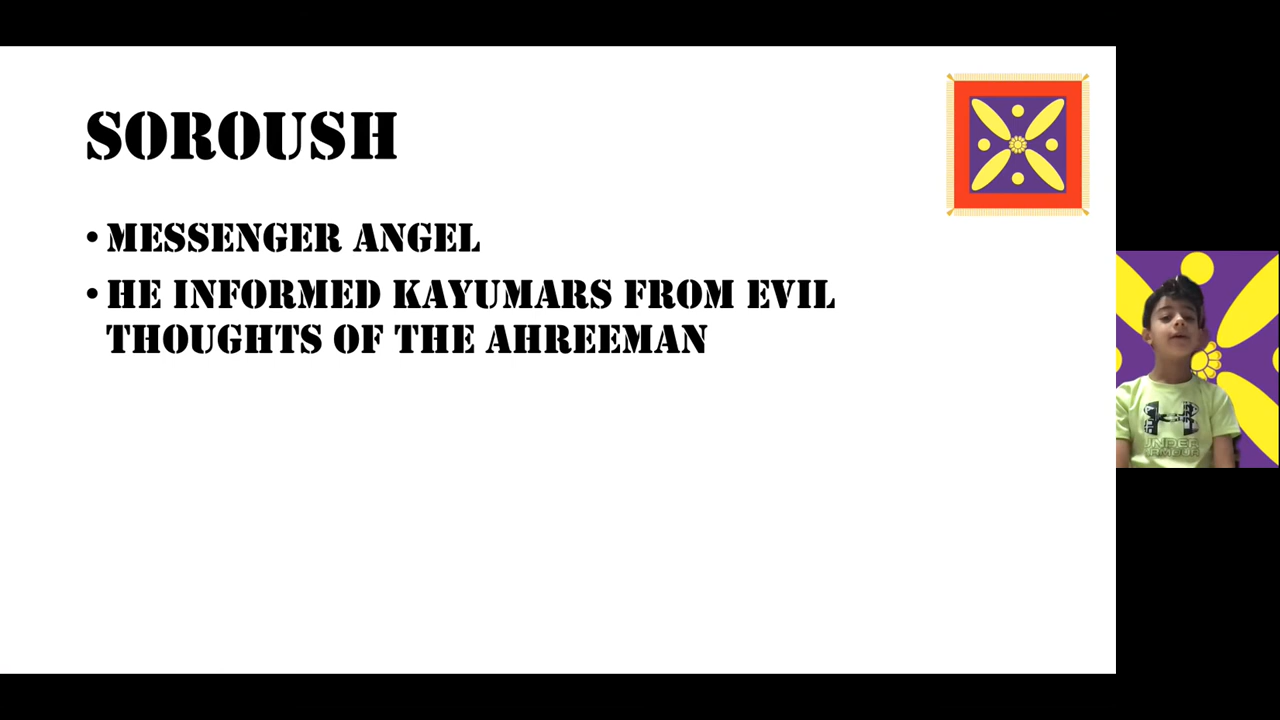 SOROUSH
• MESSENGER ANGEL
• HE INFORMED KAYUMARS FROM EVIL
THOUGHTS OF THE AHREEMAN
UNDER
ARMOUR